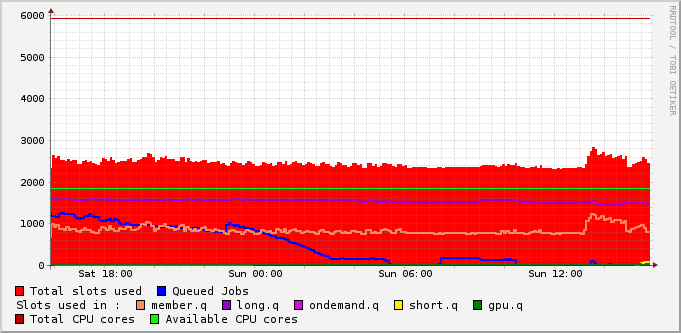 6000
5000
4000
3000
2000
1000
0
Sat 18:00 Sun 00:00 Sun 06:00 Sun 12:00
Total slots used Queued Jobs
Slots used in : member.q long.q ondemand.q short.q gpu.q
Total CPU cores Available CPU cores
RRDTOOL / TOBI OETIKER